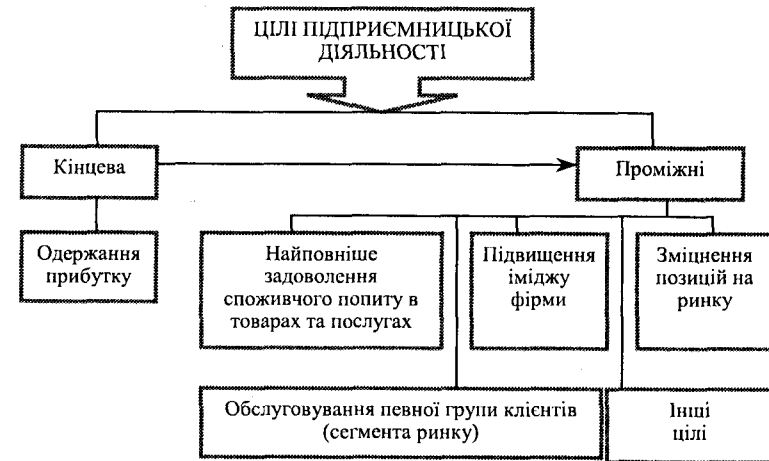 ЦІЛІ ПІДПРИЄМНИЦЬКОЇ
ДІЯЛЬНОСТІ
Кінцева
Проміжні
Одержання
прибутку
Найповніше
задоволення
споживчого попиту в
товарах та послугах
Підвищення
іміджу
фірми
Зміцнення
позицій на
ринку
Обслуговування певної групи клієнтів
(сегмента ринку)
Інші
цілі